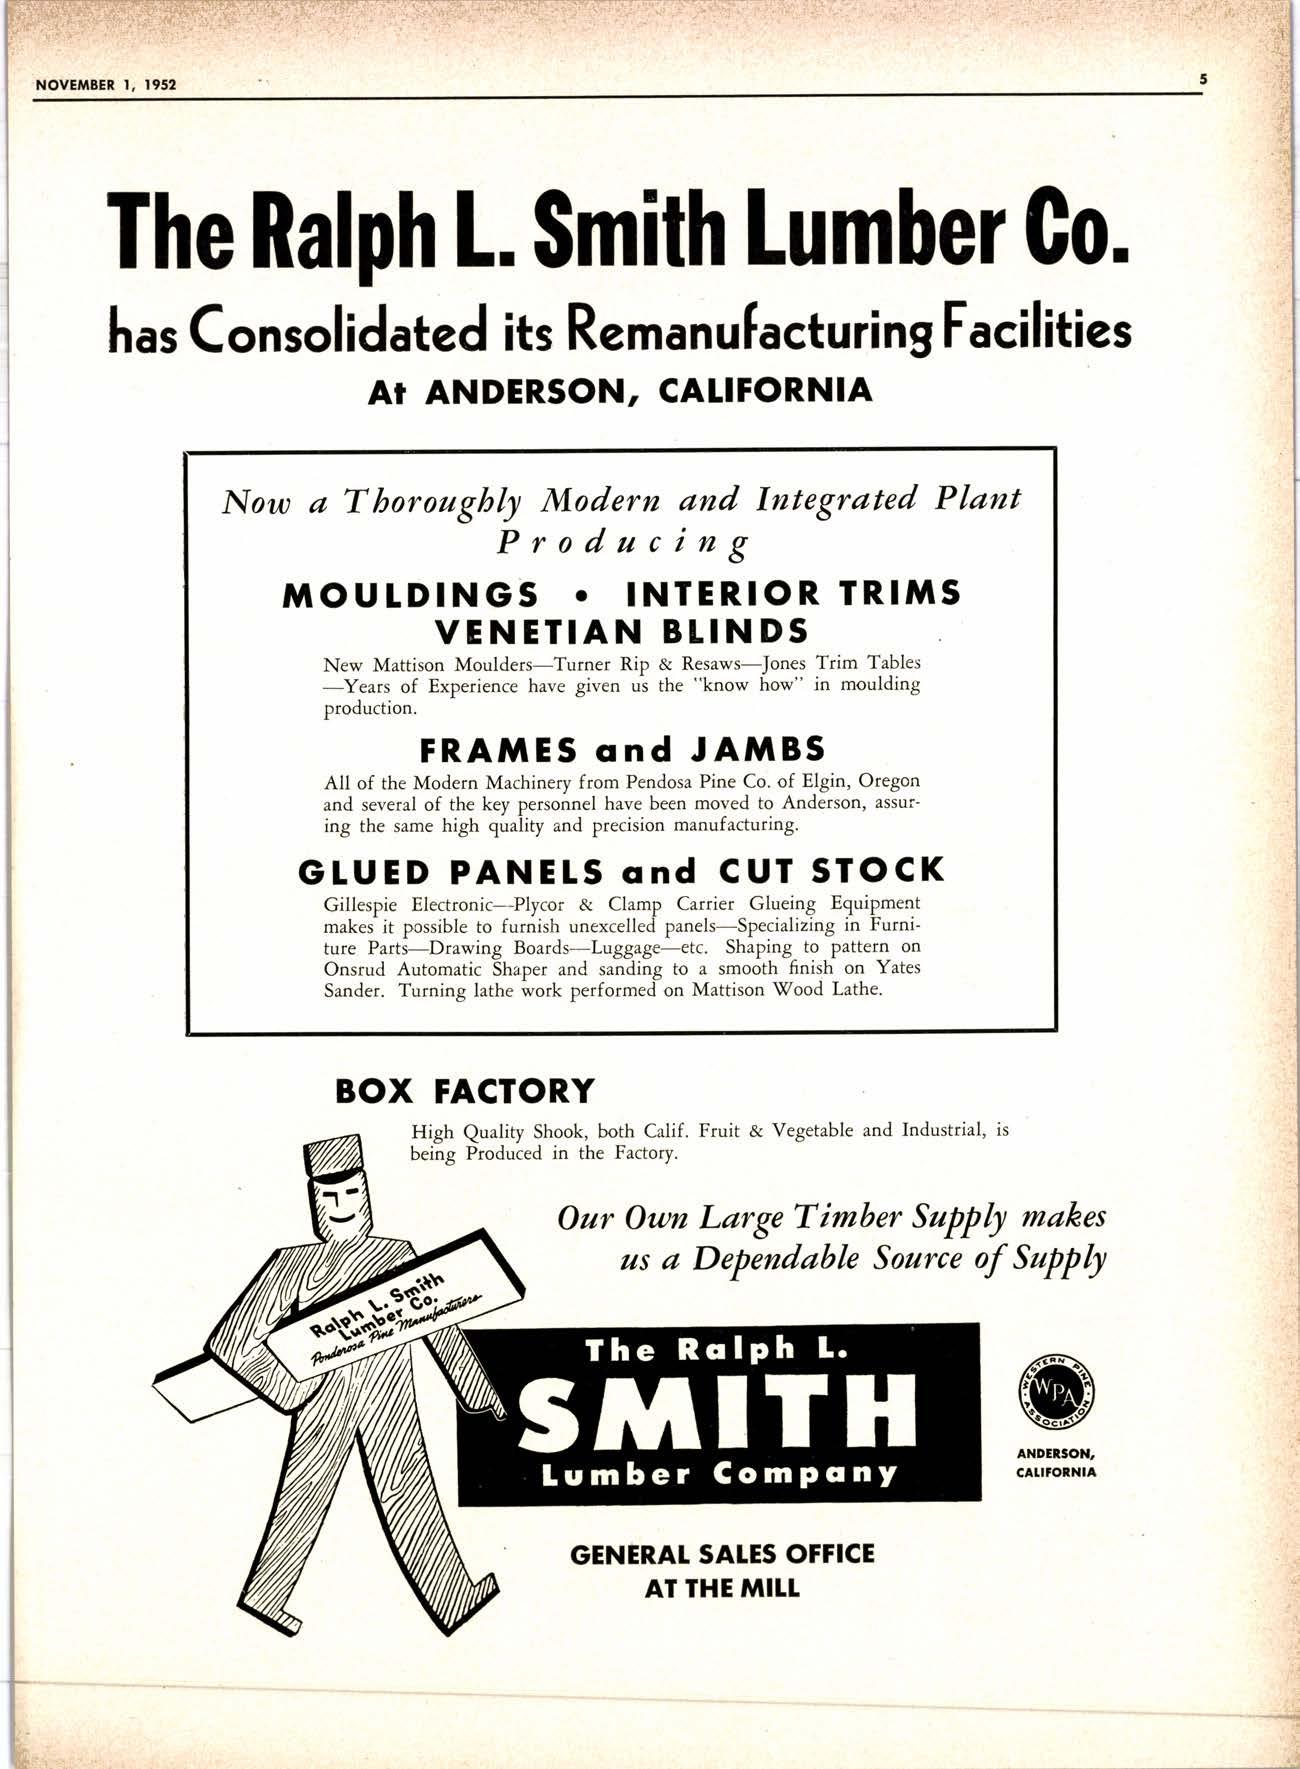 NOVEMBER 1, 1952
5
The Ralph L. Smith Lumber Co.
has Consolidated its Remanufacturing Facilities
At ANDERSON, CALIFORNIA
Now a Thoroughly Modern and Integrated Plant
Producing
MOULDINGS • INTERIOR TRIMS
VENETIAN BLINDS
New Mattison Moulders—Turner Rip & Resaws—Jones Trim Tables
—Years of Experience have given us the "know how" in moulding
production.
FRAMES and JAMBS
All of the Modern Machinery from Pendosa Pine Co. of Elgin, Oregon
and several of the key personnel have been moved to Anderson, assur-
ing the same high quality and precision manufacturing.
GLUED PANELS and CUT STOCK
Gillespie Electronic—Plycor & Clamp Carrier Glueing Equipment
makes it possible to furnish unexcelled panels—Specializing in Furni-
ture Parts—Drawing Boards—Luggage—etc. Shaping to pattern on
Onsrud Automatic Shaper and sanding to a smooth finish on Yates
Sander. Turning lathe work performed on Mattison Wood Lathe.
BOX FACTORY
High Quality Shook, both Calif. Fruit & Vegetable and Industrial, is
being Produced in the Factory.
Our Own Large Timber Supply makes
us a Dependable Source of Supply
Ralph L. Smith
Lumber Co.
Ponderosa Pine Manufacturers
The Ralph L.
SMITH
Lumber Company
WESTERN PINE
WPA
ASSOCIATION
ANDERSON,
CALIFORNIA
GENERAL SALES OFFICE
AT THE MILL